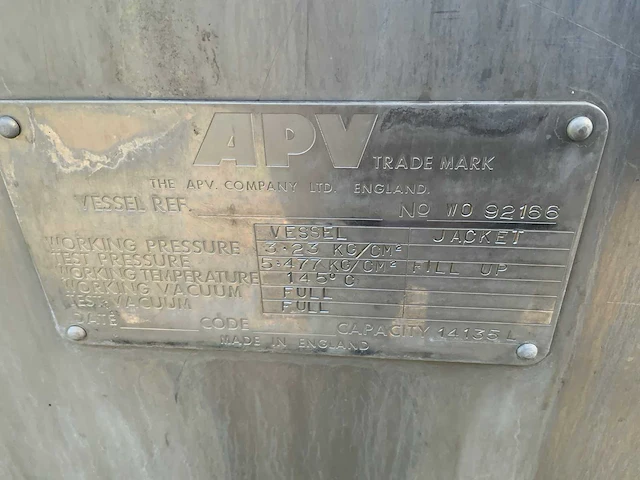 APV TRADE MARK
THE APV. COMPANY LTD. ENGLAND.
VESSEL REF. No WO 92166
VESSEL JACKET
WORKING PRESSURE 3·23 KG/CM²
TEST PRESSURE 5·477 KG/CM² FILL UP
WORKING TEMPERATURE 145°C
WORKING VACUUM FULL
TEST VACUUM FULL
DATE CODE CAPACITY 14135 L
MADE IN ENGLAND